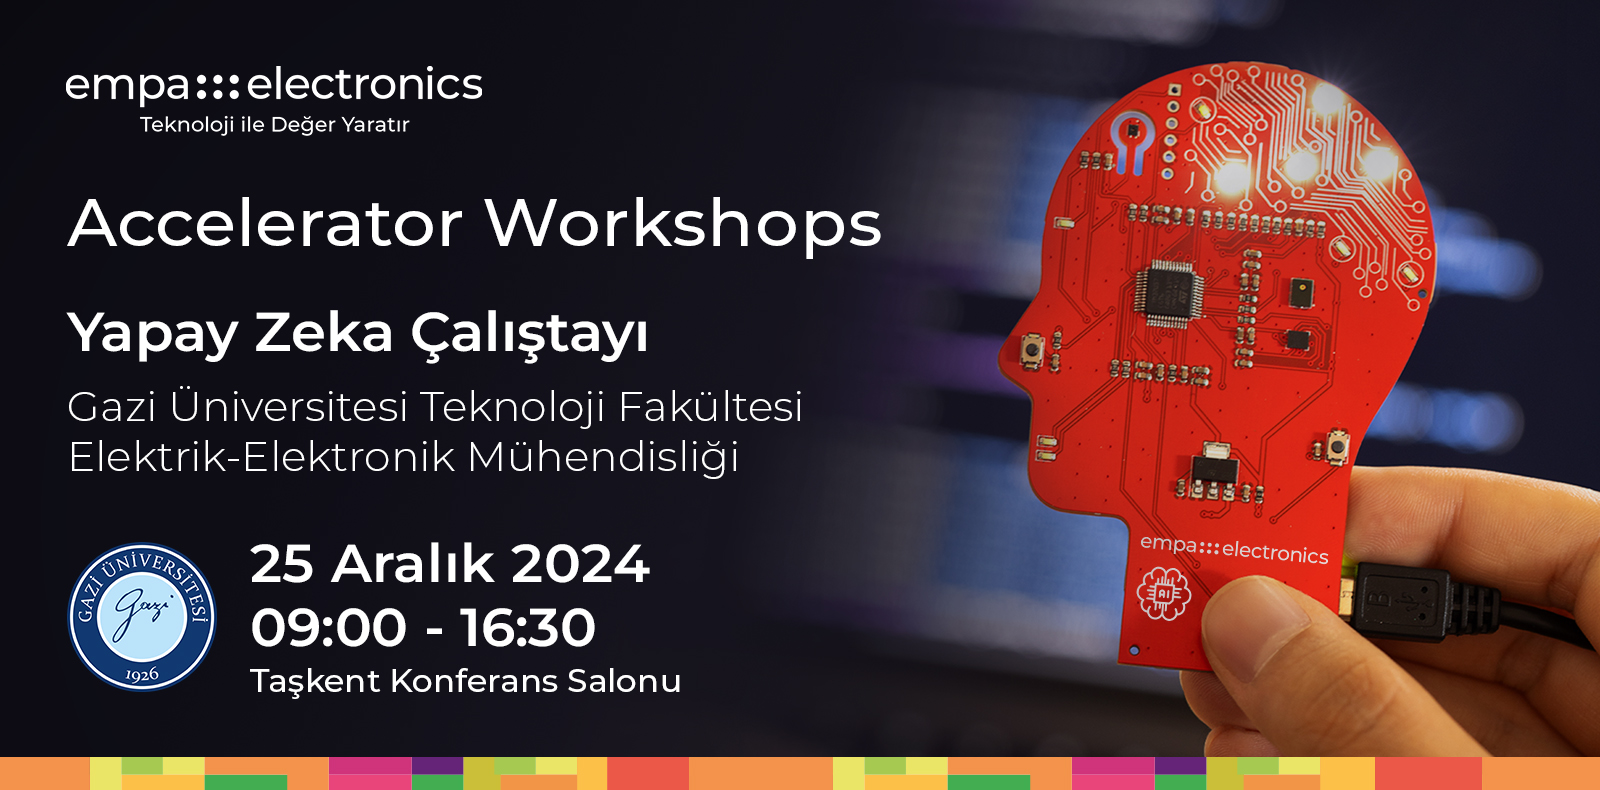 empa:::electronics
Teknoloji ile Değer Yaratır
Accelerator Workshops
Yapay Zeka Çalıştayı
Gazi Üniversitesi Teknoloji Fakültesi
Elektrik-Elektronik Mühendisliği
GAZİ ÜNİVERSİTESİ
Gazi
1926
25 Aralık 2024
09:00 - 16:30
Taşkent Konferans Salonu
empa:::electronics
AI
B